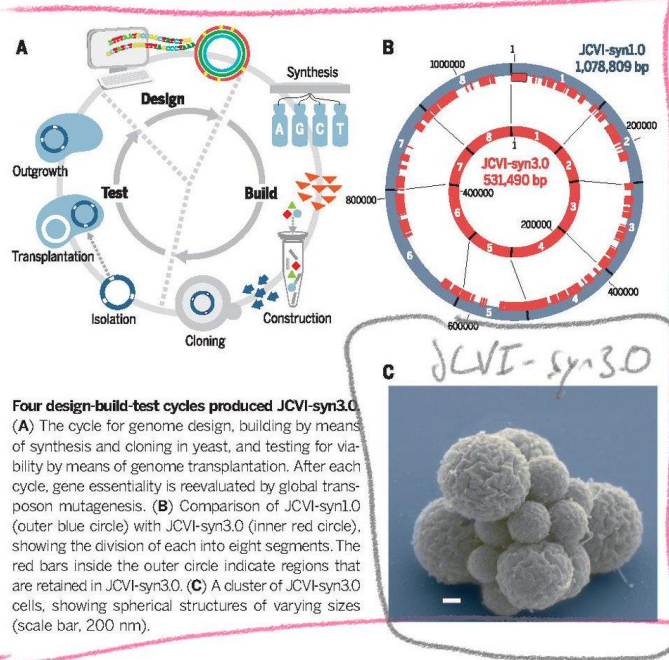 A
TTTTAATGCGGCTATCTGG
Design
Synthesis
A G C T
Build
Construction
Cloning
Isolation
Transplantation
Outgrowth
Test
B
JCVI-syn1.0
1,078,809 bp
1
1
2
3
4
5
6
7
8
200000
400000
600000
800000
1000000
JCVI-syn3.0
531,490 bp
1
1
2
3
4
5
6
7
8
200000
400000
C
JCVI-syn3.0
Four design-build-test cycles produced JCVI-syn3.0.
(A) The cycle for genome design, building by means
of synthesis and cloning in yeast, and testing for via-
bility by means of genome transplantation. After each
cycle, gene essentiality is reevaluated by global trans-
poson mutagenesis. (B) Comparison of JCVI-syn1.0
(outer blue circle) with JCVI-syn3.0 (inner red circle),
showing the division of each into eight segments. The
red bars inside the outer circle indicate regions that
are retained in JCVI-syn3.0. (C) A cluster of JCVI-syn3.0
cells, showing spherical structures of varying sizes
(scale bar, 200 nm).